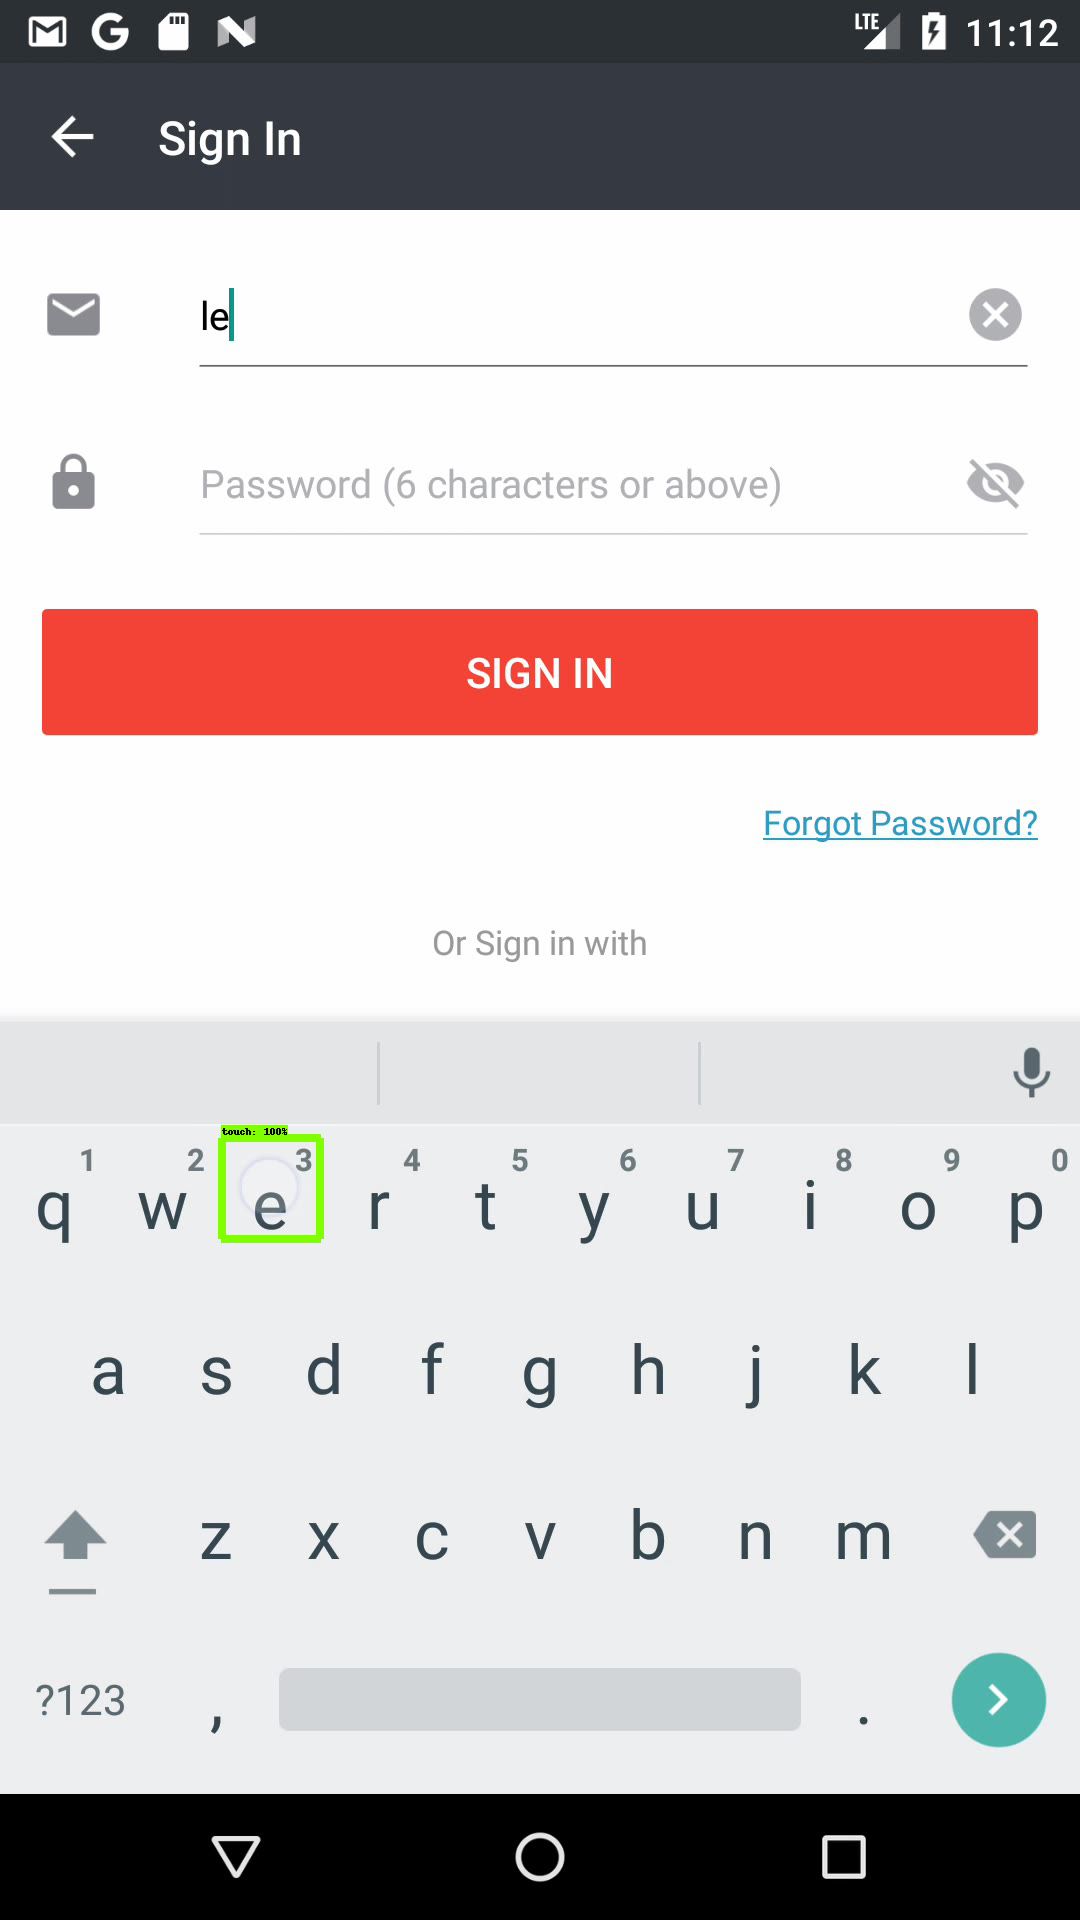 LTE 11:12
Sign In
le
Password (6 characters or above)
SIGN IN
Forgot Password?
Or Sign in with
touch: 100%
1 2 3 4 5 6 7 8 9 0
q w e r t y u i o p
a s d f g h j k l
z x c v b n m
?123 , .